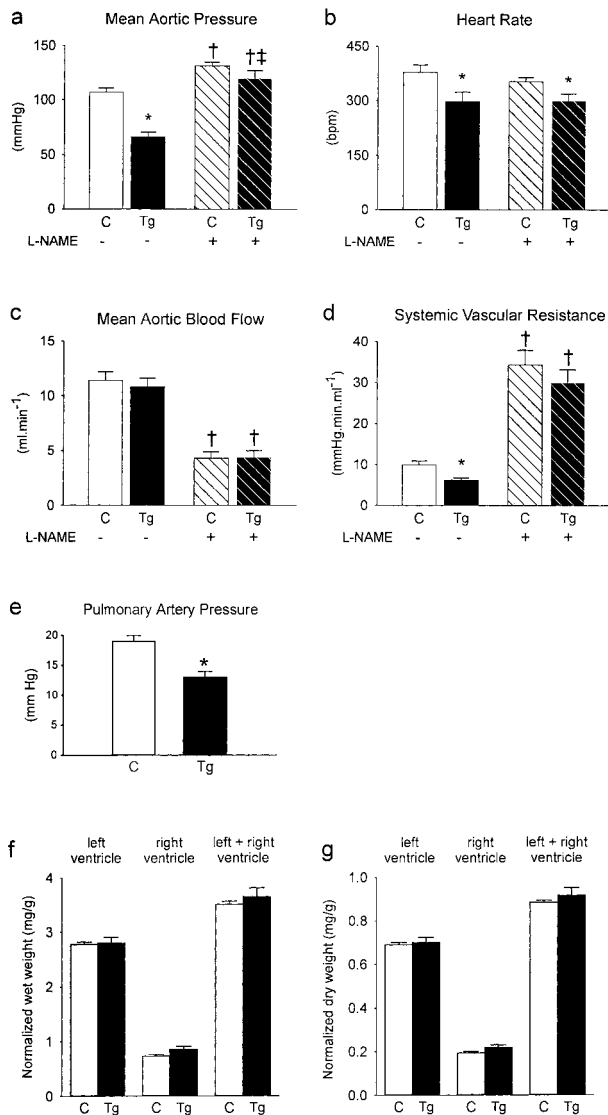 a Mean Aortic Pressure
(mmHg)
150
100
50
0
*
†
†‡
C Tg C Tg
L-NAME - - + +
b Heart Rate
(bpm)
450
300
150
0
*
*
C Tg C Tg
- - + +
c Mean Aortic Blood Flow
(ml.min⁻¹)
15
10
5
0
†
†
C Tg C Tg
L-NAME - - + +
d Systemic Vascular Resistance
(mmHg.min.ml⁻¹)
40
30
20
10
0
*
†
†
C Tg C Tg
L-NAME - - + +
e Pulmonary Artery Pressure
(mm Hg)
20
15
10
5
0
*
C Tg
f
left ventricle
right ventricle
left + right ventricle
Normalized wet weight (mg/g)
4
3
2
1
0
C Tg C Tg C Tg
g
left ventricle
right ventricle
left + right ventricle
Normalized dry weight (mg/g)
1.0
0.8
0.6
0.4
0.2
0.0
C Tg C Tg C Tg